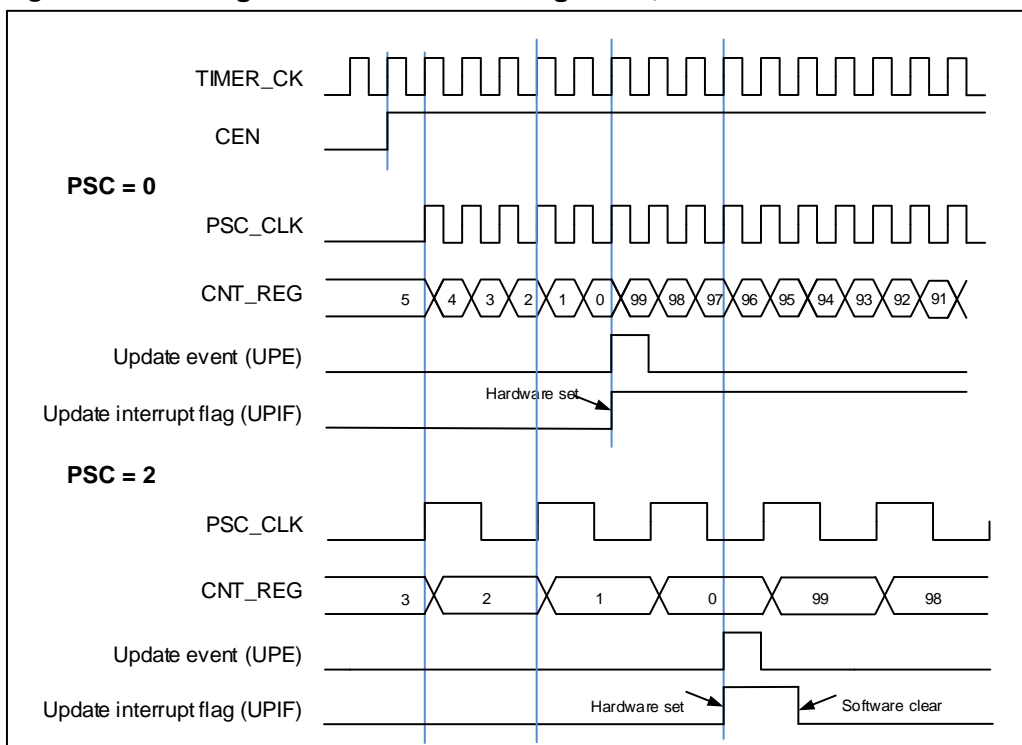 TIMER_CK
CEN
PSC = 0
PSC_CLK
CNT_REG 5 4 3 2 1 0 99 98 97 96 95 94 93 92 91
Update event (UPE)
Hardware set
Update interrupt flag (UPIF)
PSC = 2
PSC_CLK
CNT_REG 3 2 1 0 99 98
Update event (UPE)
Update interrupt flag (UPIF) Hardware set Software clear